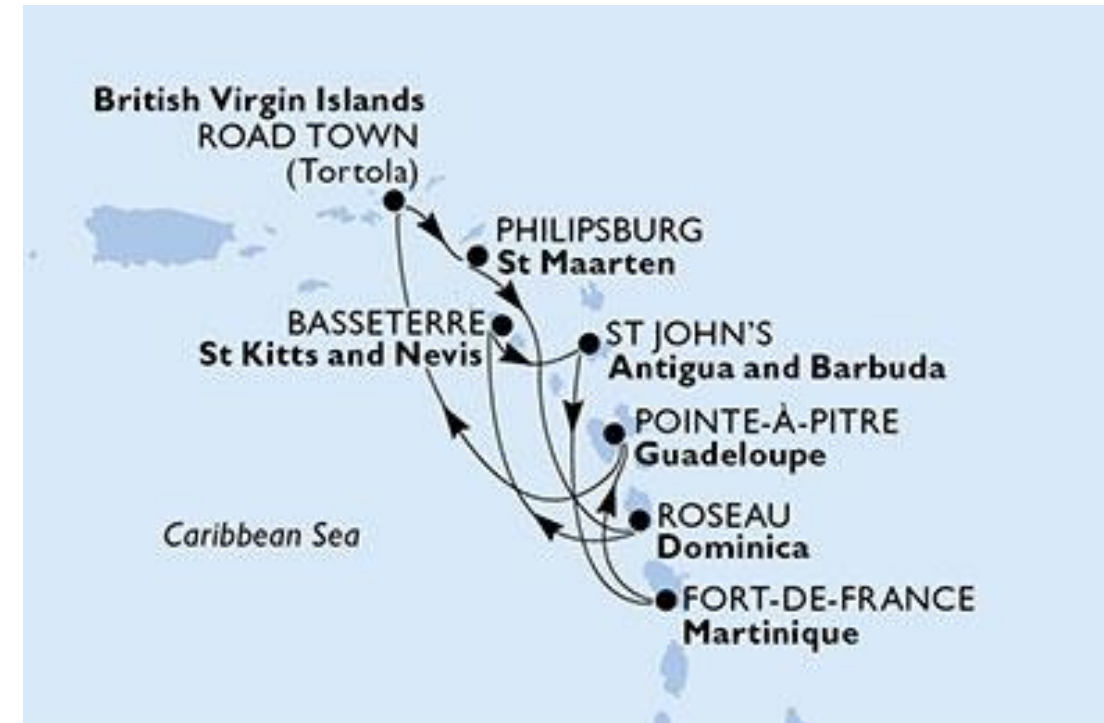 British Virgin Islands
ROAD TOWN
(Tortola)
PHILIPSBURG
St Maarten
BASSETERRE
St Kitts and Nevis
ST JOHN'S
Antigua and Barbuda
POINTE-À-PITRE
Guadeloupe
ROSEAU
Dominica
Caribbean Sea
FORT-DE-FRANCE
Martinique